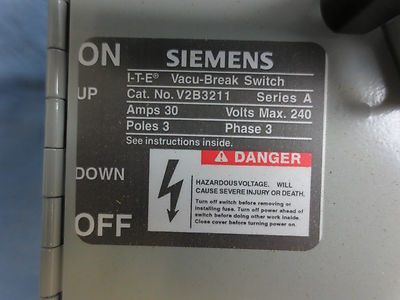 ON
SIEMENS
I-T-E® Vacu-Break Switch
UP
Cat. No. V2B3211 Series A
Amps 30 Volts Max. 240
Poles 3 Phase 3
See instructions inside.
DANGER
DOWN
HAZARDOUS VOLTAGE. WILL
CAUSE SEVERE INJURY OR DEATH.
Turn off switch before removing or
installing fuse. Turn off power ahead of
switch before doing other work inside.
Close cover before turning power on.
OFF